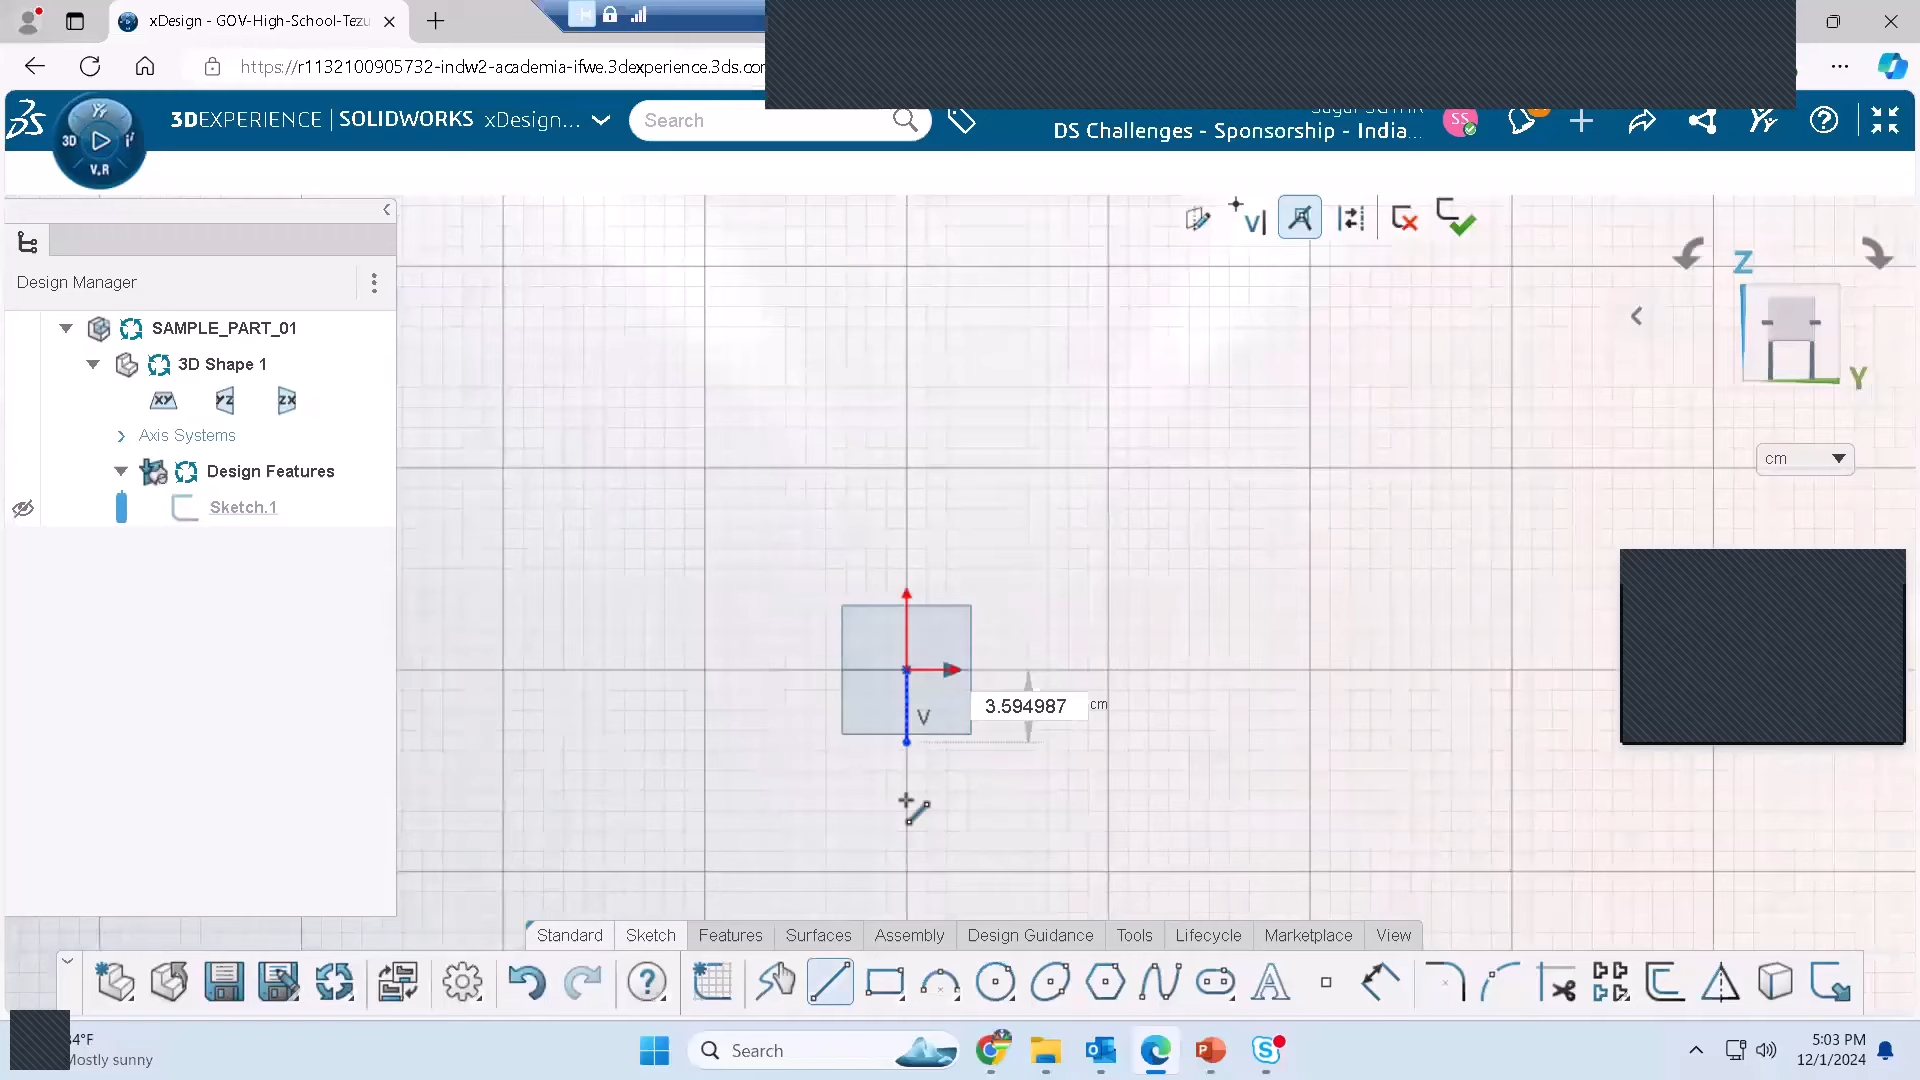 xDesign - GOV-High-School-Tezu
https://r1132100905732-indw2-academia-ifwe.3dexperience.3ds.com
3D
V.R
3DEXPERIENCE | SOLIDWORKS xDesign...
Search
DS Challenges - Sponsorship - India...
SS
Design Manager
SAMPLE_PART_01
3D Shape 1
XY
YZ
ZX
Axis Systems
Design Features
Sketch.1
Z
Y
cm
V
3.594987 cm
Standard
Sketch
Features
Surfaces
Assembly
Design Guidance
Tools
Lifecycle
Marketplace
View
Mostly sunny
Search
5:03 PM
12/1/2024